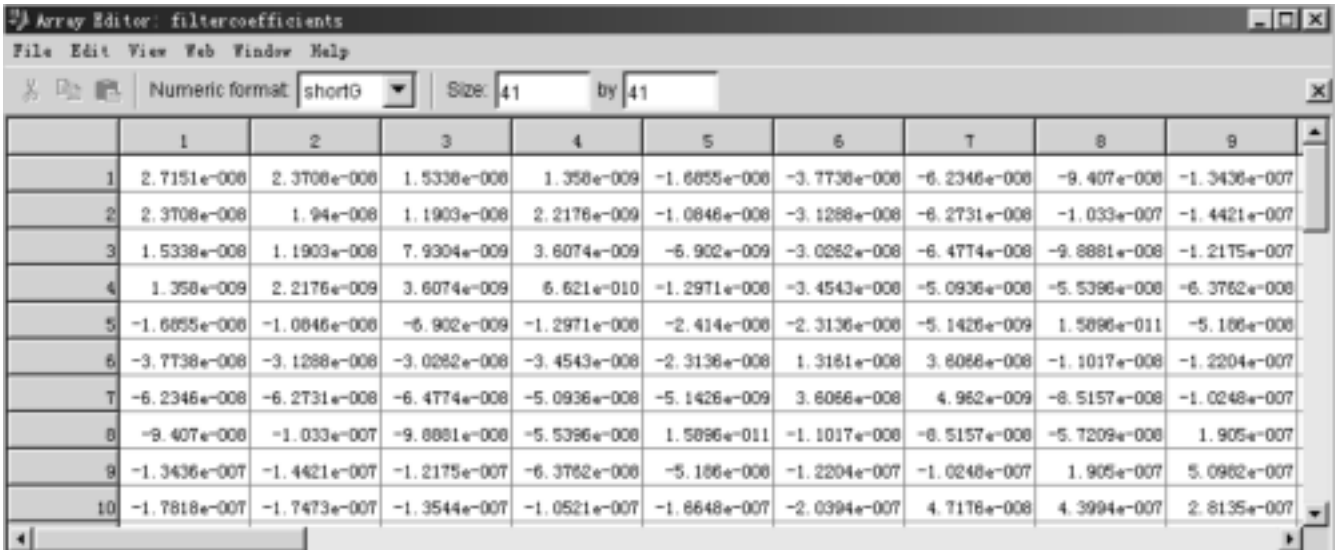 Array Editor: filtercoefficients
File Edit View Web Window Help
Numeric format: shortG Size: 41 by 41
1 2 3 4 5 6 7 8 9
1 2.7151e-008 2.3708e-008 1.5338e-008 1.358e-009 -1.6855e-008 -3.7738e-008 -6.2346e-008 -9.407e-008 -1.3436e-007
2 2.3708e-008 1.94e-008 1.1903e-008 2.2176e-009 -1.0846e-008 -3.1288e-008 -6.2731e-008 -1.033e-007 -1.4421e-007
3 1.5338e-008 1.1903e-008 7.9304e-009 3.6074e-009 -6.902e-009 -3.0262e-008 -6.4774e-008 -9.8881e-008 -1.2175e-007
4 1.358e-009 2.2176e-009 3.6074e-009 6.621e-010 -1.2971e-008 -3.4543e-008 -5.0936e-008 -5.5396e-008 -6.3762e-008
5 -1.6855e-008 -1.0846e-008 -6.902e-009 -1.2971e-008 -2.414e-008 -2.3136e-008 -5.1426e-009 1.5896e-011 -5.186e-008
6 -3.7738e-008 -3.1288e-008 -3.0262e-008 -3.4543e-008 -2.3136e-008 1.3161e-008 3.6066e-008 -1.1017e-008 -1.2204e-007
7 -6.2346e-008 -6.2731e-008 -6.4774e-008 -5.0936e-008 -5.1426e-009 3.6066e-008 4.962e-009 -8.5157e-008 -1.0248e-007
8 -9.407e-008 -1.033e-007 -9.8881e-008 -5.5396e-008 1.5896e-011 -1.1017e-008 -8.5157e-008 -5.7209e-008 1.905e-007
9 -1.3436e-007 -1.4421e-007 -1.2175e-007 -6.3762e-008 -5.186e-008 -1.2204e-007 -1.0248e-007 1.905e-007 5.0982e-007
10 -1.7818e-007 -1.7473e-007 -1.3544e-007 -1.0521e-007 -1.6648e-007 -2.0394e-007 4.7176e-008 4.3994e-007 2.8135e-007